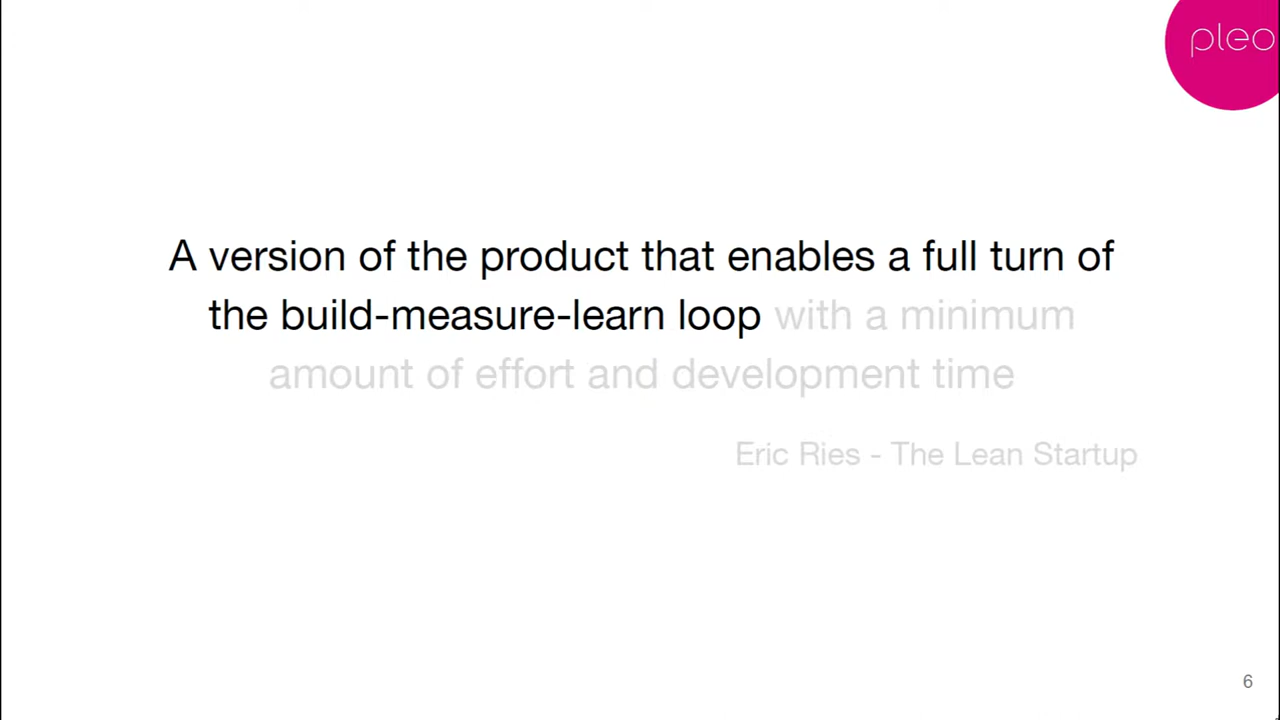 pleo
A version of the product that enables a full turn of
the build-measure-learn loop with a minimum
amount of effort and development time
Eric Ries - The Lean Startup
6